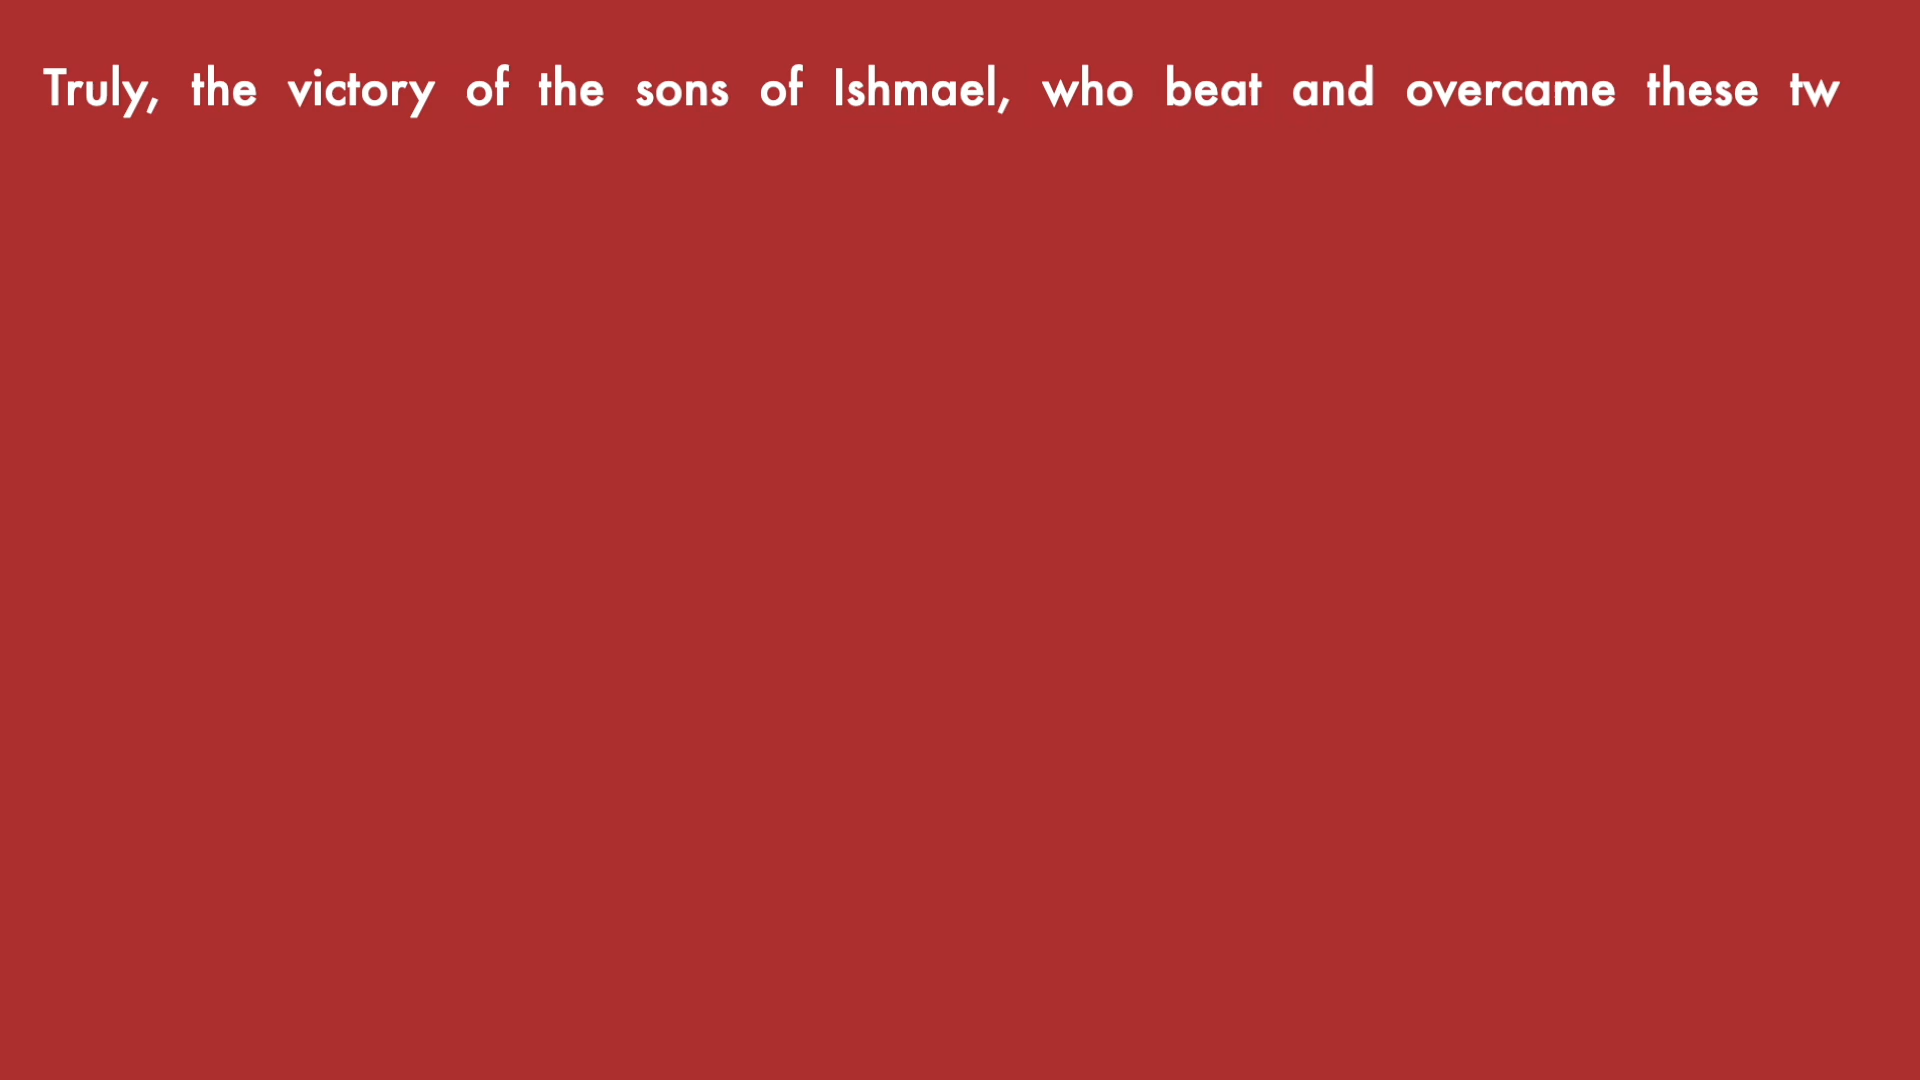 Truly, the victory of the sons of Ishmael, who beat and overcame these tw